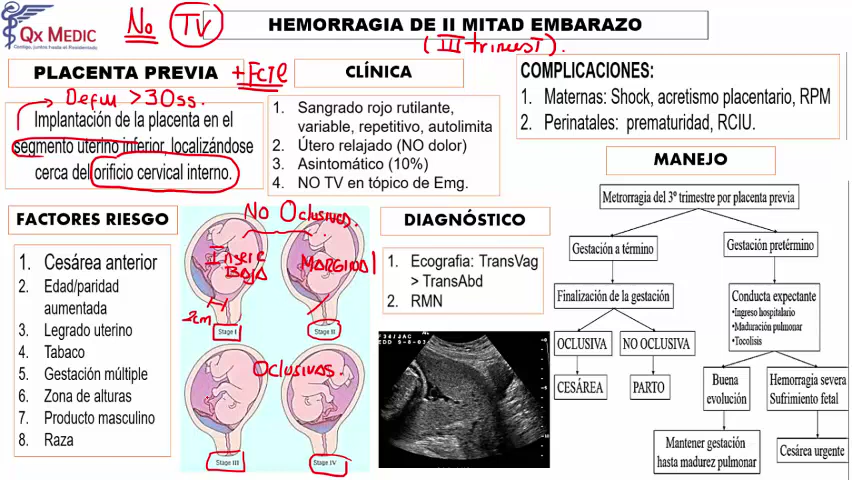 QX MEDIC
Contigo, juntos hasta la Residentado
No TV
HEMORRAGIA DE II MITAD EMBARAZO
(III trimest).
PLACENTA PREVIA
+ Fcte
Defin > 30ss.
Implantación de la placenta en el
segmento uterino inferior, localizándose
cerca del orificio cervical interno.
CLÍNICA
1. Sangrado rojo rutilante,
variable, repetitivo, autolimita
2. Útero relajado (NO dolor)
3. Asintomático (10%)
4. NO TV en tópico de Emg.
COMPLICACIONES:
1. Maternas: Shock, acretismo placentario, RPM
2. Perinatales: prematuridad, RCIU.
FACTORES RIESGO
1. Cesárea anterior
2. Edad/paridad
aumentada
3. Legrado uterino
4. Tabaco
5. Gestación múltiple
6. Zona de alturas
7. Producto masculino
8. Raza
No Oclusivas.
Inserc
BAJA
MARGINAL
2cm
Stage I
Stage II
Oclusivas.
Stage III
Stage IV
DIAGNÓSTICO
1. Ecografia: TransVag
> TransAbd
2. RMN
MANEJO
Metrorragia del 3º trimestre por placenta previa
Gestación a término
Gestación pretérmino
Finalización de la gestación
Conducta expectante
•Ingreso hospitalario
•Maduración pulmonar
•Tocolisis
OCLUSIVA
NO OCLUSIVA
CESÁREA
PARTO
Buena
evolución
Hemorragia severa
Sufrimiento fetal
Mantener gestación
hasta madurez pulmonar
Cesárea urgente